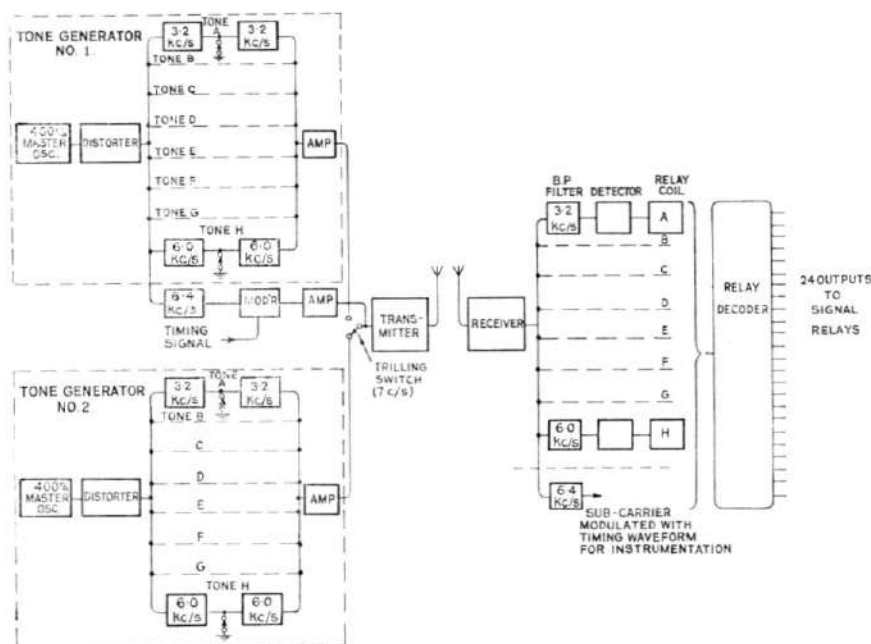 TONE GENERATOR
NO. 1.
3·2
Kc/s
TONE
A
3·2
Kc/s
TONE B
TONE C
TONE D
TONE E
TONE F
TONE G
TONE H
6·0
Kc/s
6·0
Kc/s
400%
MASTER
OSC.
DISTORTER
AMP
6·4
Kc/s
MOD'R
AMP
TIMING
SIGNAL
TRANS-
MITTER
TRILLING
SWITCH
(7 c/s)
TONE GENERATOR
NO. 2
3·2
Kc/s
TONE
A
3·2
Kc/s
TONE B
C
D
E
F
G
TONE H
6·0
Kc/s
6·0
Kc/s
400%
MASTER
OSC.
DISTORTER
AMP
RECEIVER
B.P
FILTER
DETECTOR
RELAY
COIL
3·2
Kc/s
A
B
C
D
E
F
G
6·0
Kc/s
H
6·4
Kc/s
SUB-CARRIER
MODULATED WITH
TIMING WAVEFORM
FOR INSTRUMENTATION
RELAY
DECODER
24 OUTPUTS
TO
SIGNAL
RELAYS